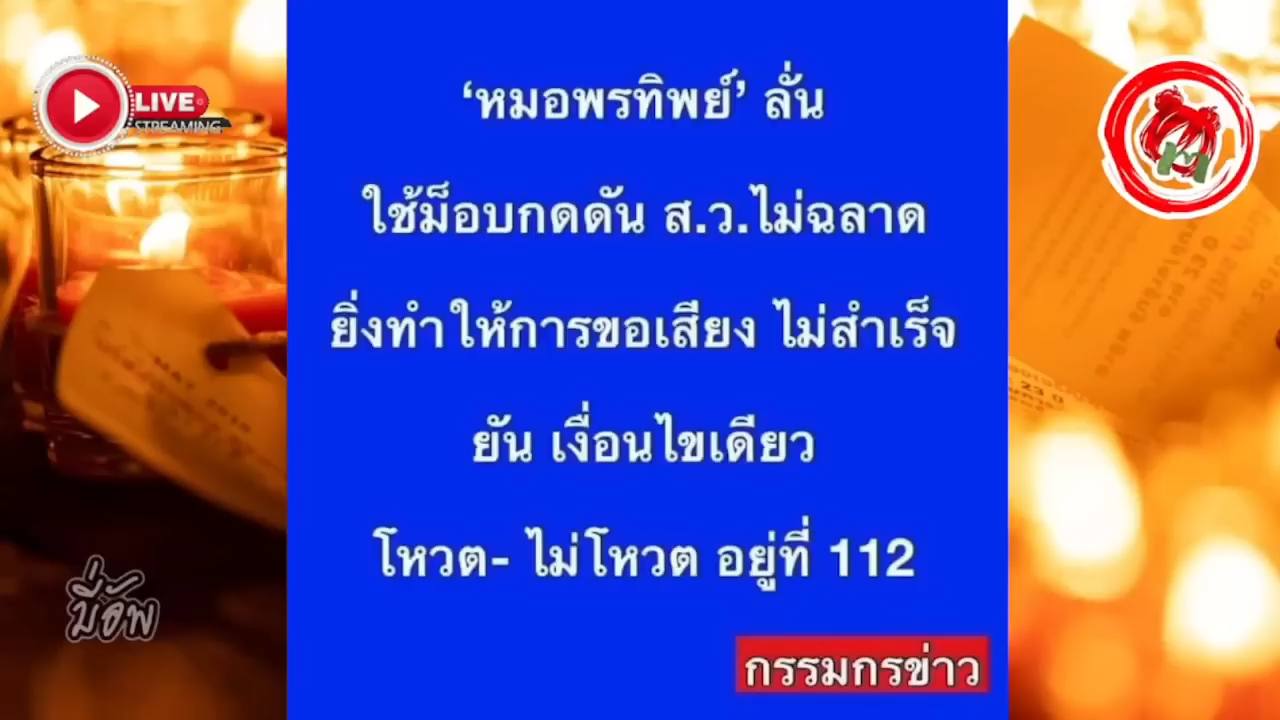 LIVE
STREAMING
‘หมอพรทิพย์’ ลั่น
ใช้ม็อบกดดัน ส.ว.ไม่ฉลาด
ยิ่งทำให้การขอเสียง ไม่สำเร็จ
ยัน เงื่อนไขเดียว
โหวต- ไม่โหวต อยู่ที่ 112
กรรมกรข่าว